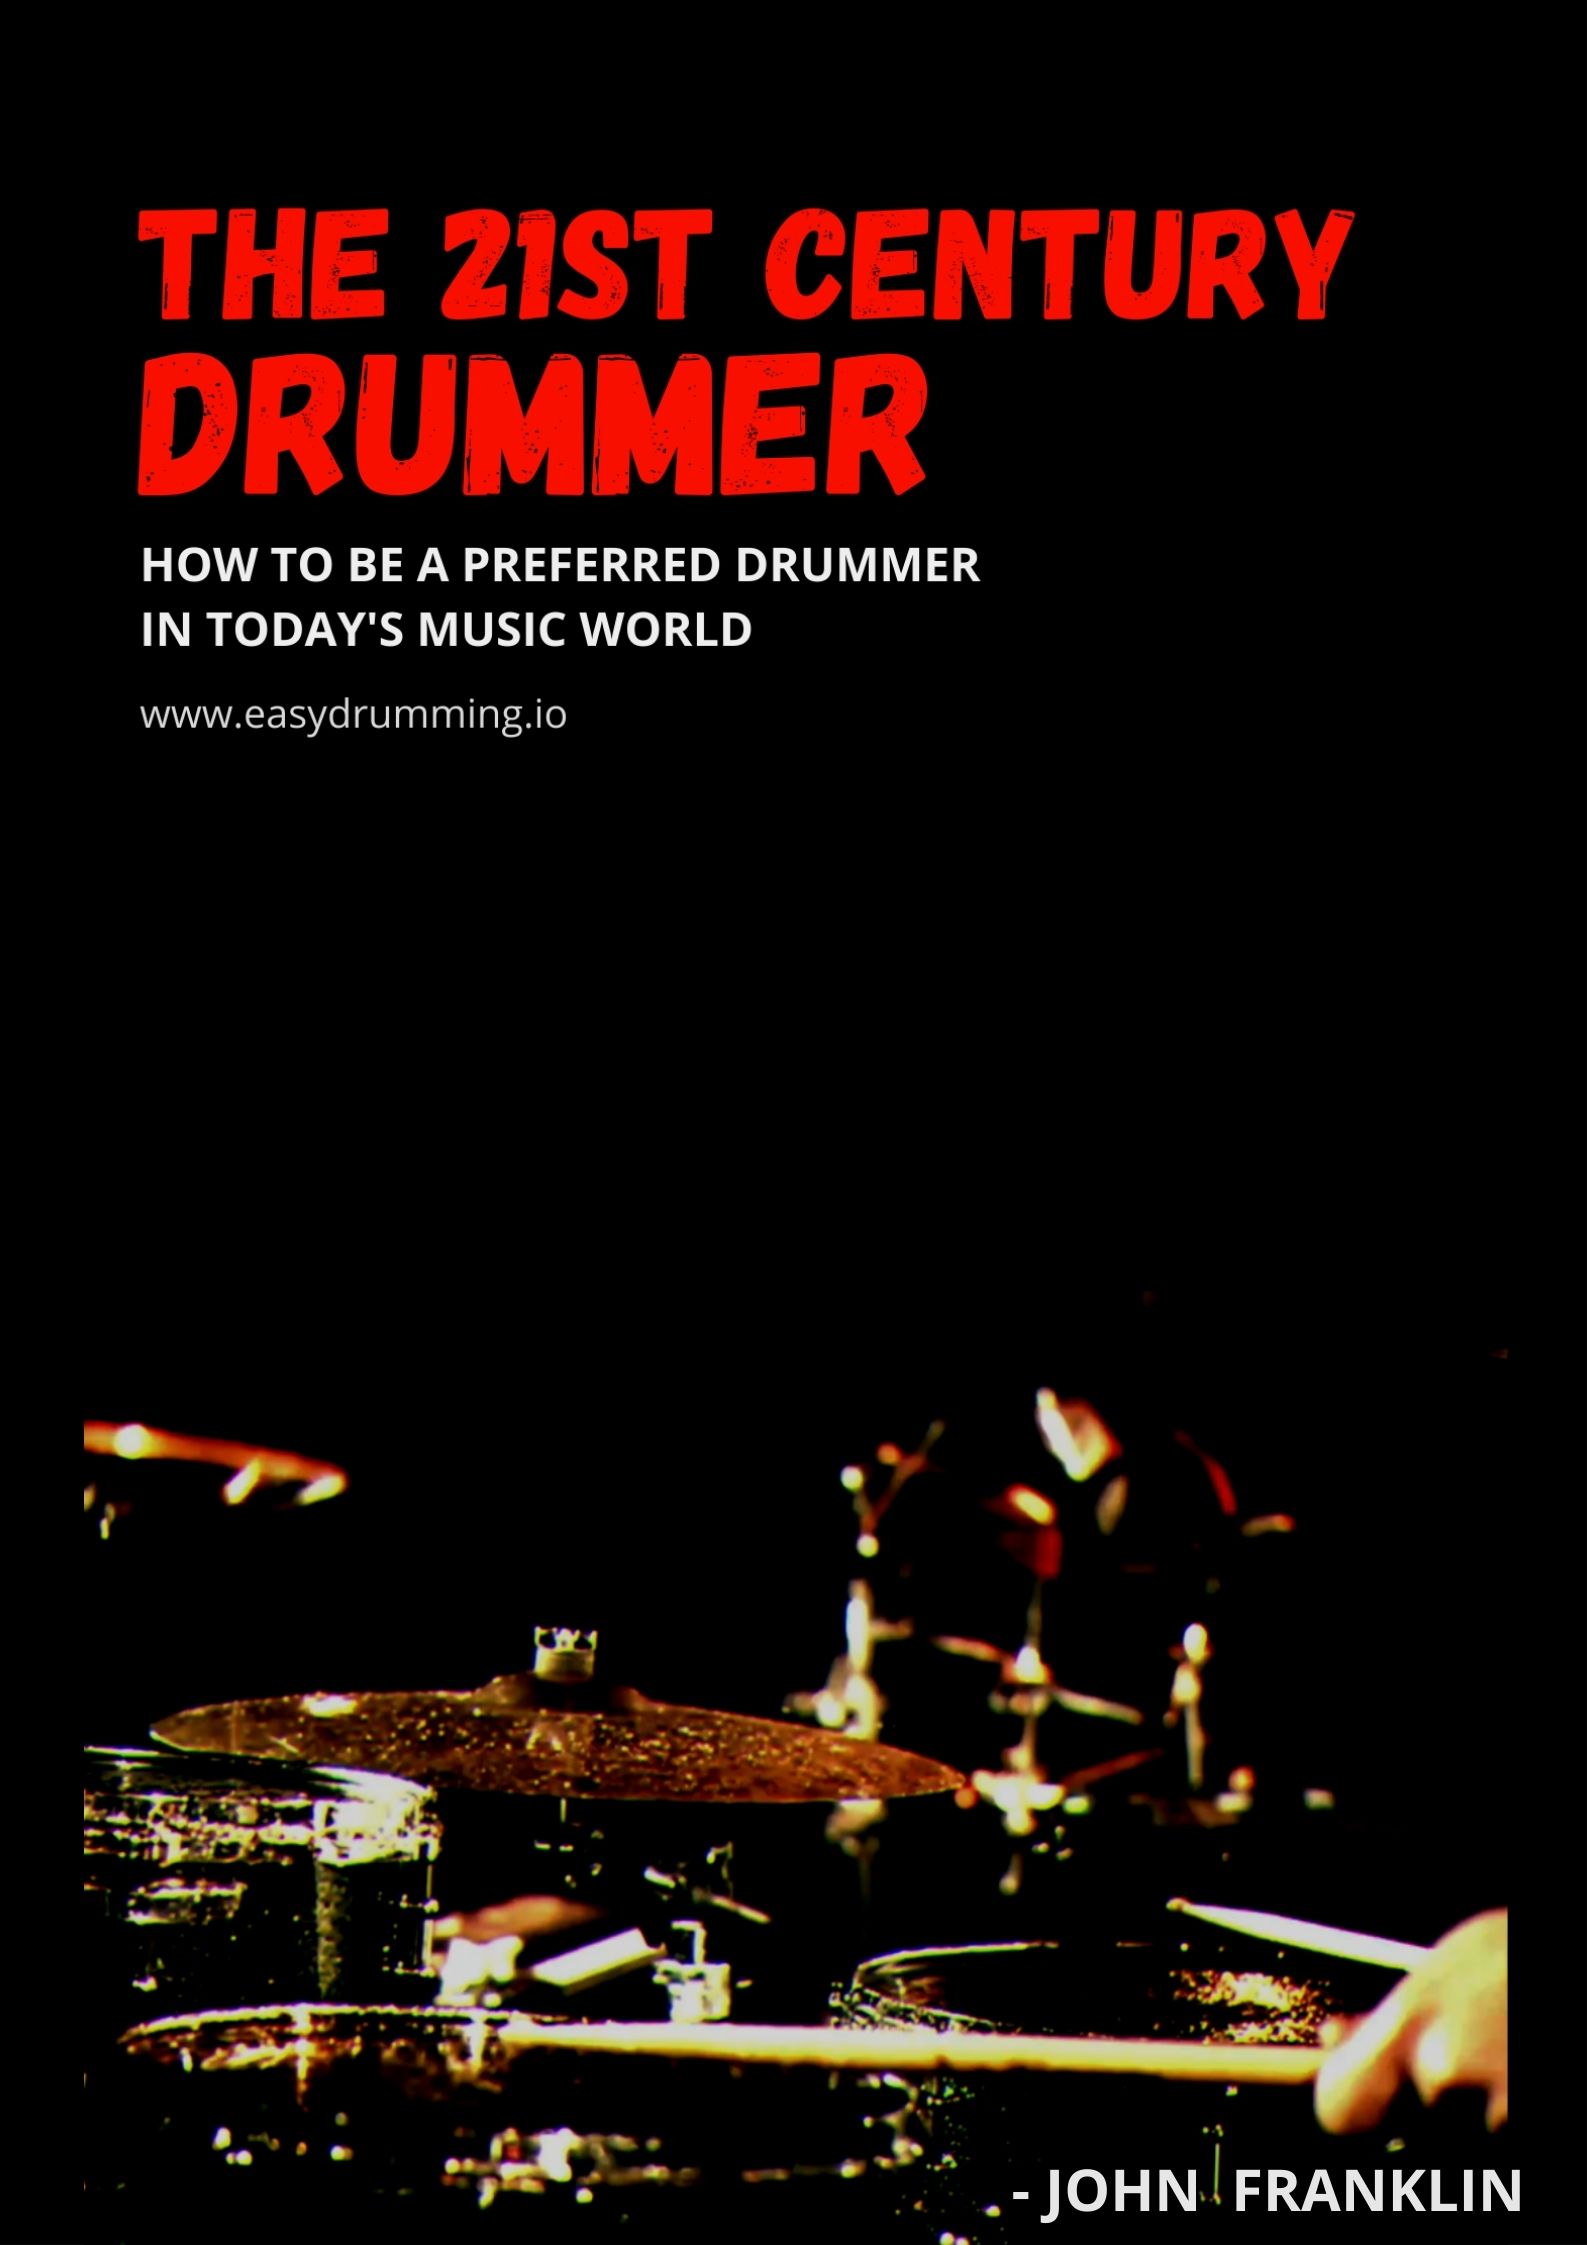 THE 21ST CENTURY
DRUMMER
HOW TO BE A PREFERRED DRUMMER
IN TODAY'S MUSIC WORLD
www.easydrumming.io
- JOHN FRANKLIN